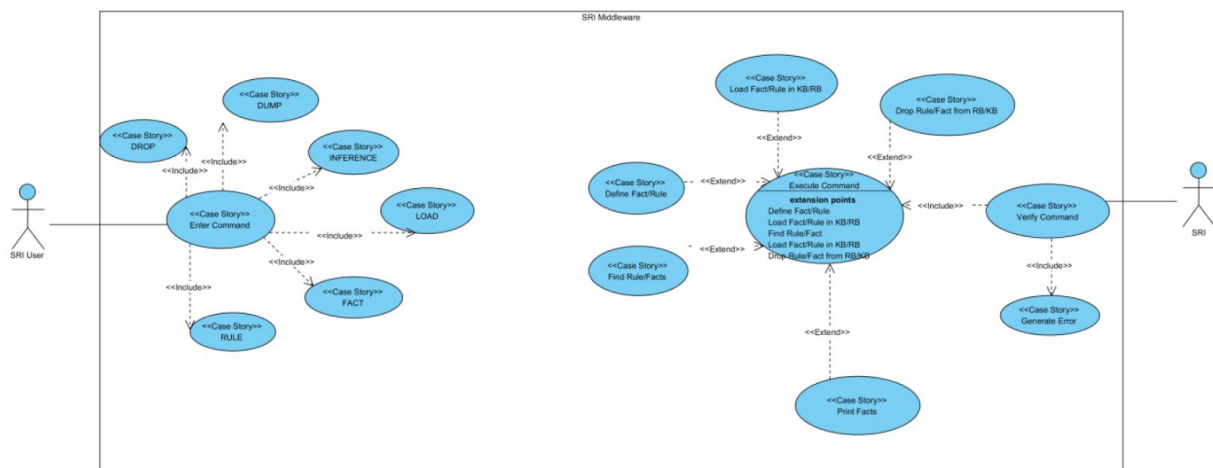 SRI Middleware
<<Case Story>>
DUMP
<<Case Story>>
DROP
<<Include>>
<<Include>>
<<Case Story>>
INFERENCE
<<Include>>
<<Case Story>>
Enter Command
<<Case Story>>
LOAD
<<Include>>
SRI User
<<Include>>
<<Case Story>>
FACT
<<Include>>
<<Case Story>>
RULE
<<Case Story>>
Load Fact/Rule in KB/RB
<<Case Story>>
Drop Rule/Fact from RB/KB
<<Extend>>
<<Extend>>
<<Case Story>>
Define Fact/Rule
<<Extend>>
<<Case Story>>
Execute Command
extension points
Define Fact/Rule
Load Fact/Rule in KB/RB
Find Rule/Fact
Load Fact/Rule in KB/RB
Drop Rule/Fact from RB/KB
<<Include>>
<<Case Story>>
Verify Command
SRI
<<Extend>>
<<Case Story>>
Find Rule/Facts
<<Include>>
<<Case Story>>
Generate Error
<<Extend>>
<<Case Story>>
Print Facts